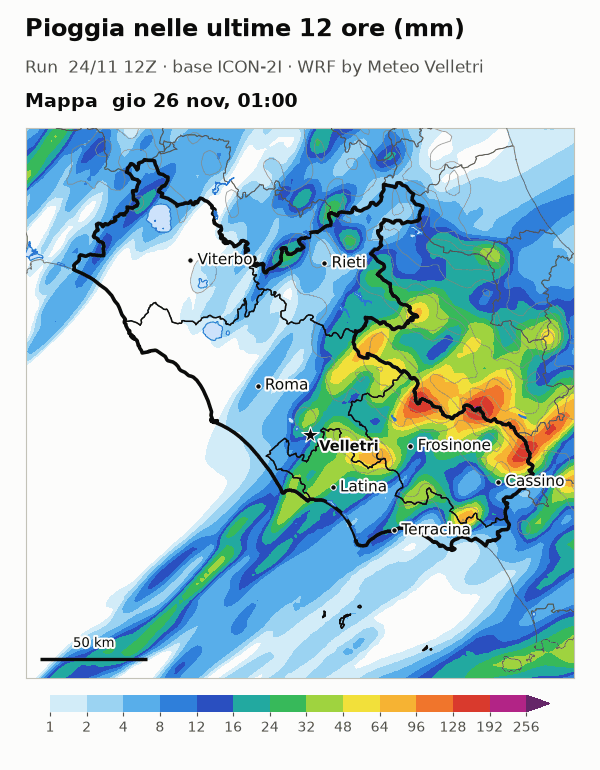 Pioggia nelle ultime 12 ore (mm)
Run  24/11 12Z · base ICON-2I · WRF by Meteo Velletri
Mappa  gio 26 nov, 01:00
Viterbo
Rieti
Roma
Velletri
Frosinone
Latina
Cassino
Terracina
50 km
1 2 4 8 12 16 24 32 48 64 96 128 192 256